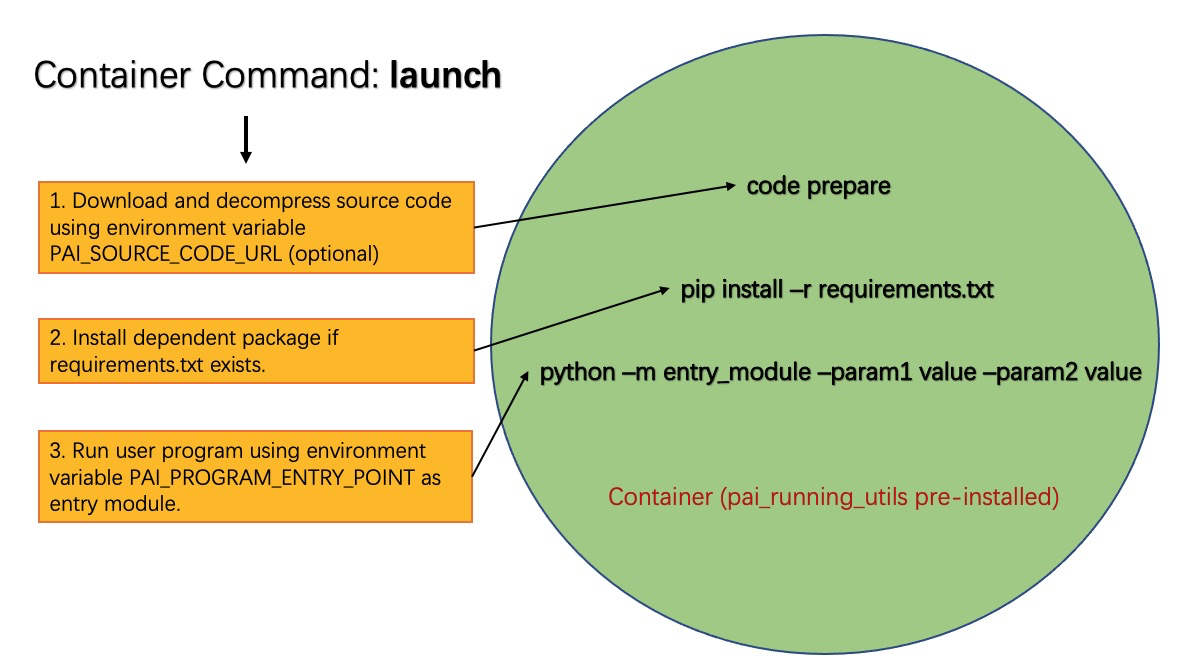 Container Command: launch
1. Download and decompress source code
using environment variable
PAI_SOURCE_CODE_URL (optional)
2. Install dependent package if
requirements.txt exists.
3. Run user program using environment
variable PAI_PROGRAM_ENTRY_POINT as
entry module.
code prepare
pip install –r requirements.txt
python –m entry_module –param1 value –param2 value
Container (pai_running_utils pre-installed)